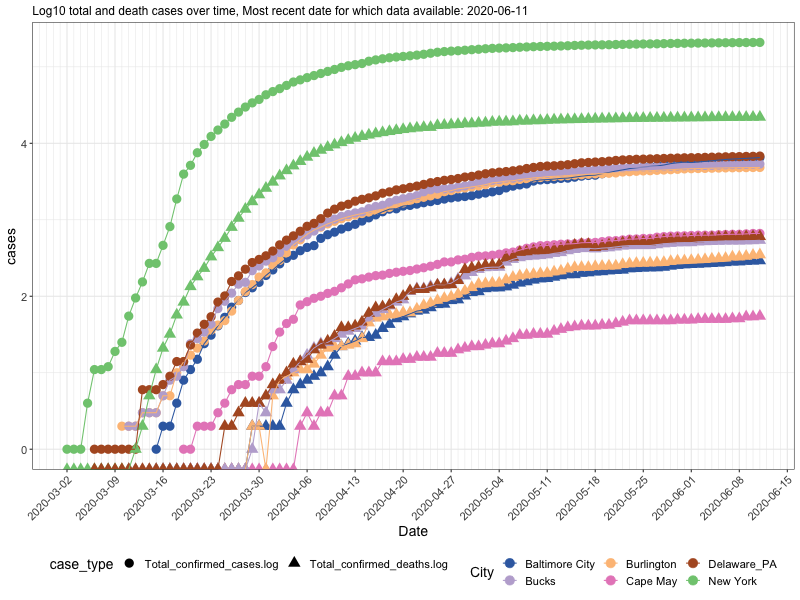 Log10 total and death cases over time, Most recent date for which data available: 2020-06-11
cases
4
2
0
2020-03-02
2020-03-09
2020-03-16
2020-03-23
2020-03-30
2020-04-06
2020-04-13
2020-04-20
2020-04-27
2020-05-04
2020-05-11
2020-05-18
2020-05-25
2020-06-01
2020-06-08
2020-06-15
Date
case_type Total_confirmed_cases.log Total_confirmed_deaths.log
City
Baltimore City Burlington Delaware_PA
Bucks Cape May New York